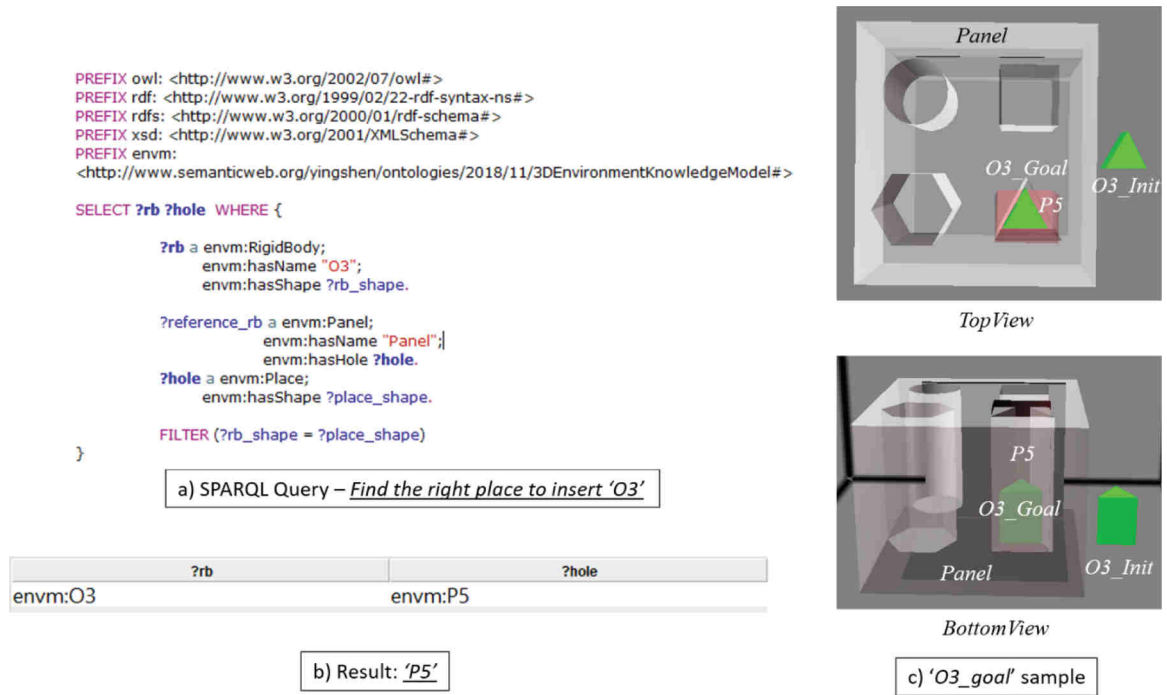 PREFIX owl: <http://www.w3.org/2002/07/owl#>
PREFIX rdf: <http://www.w3.org/1999/02/22-rdf-syntax-ns#>
PREFIX rdfs: <http://www.w3.org/2000/01/rdf-schema#>
PREFIX xsd: <http://www.w3.org/2001/XMLSchema#>
PREFIX envm:
<http://www.semanticweb.org/yingshen/ontologies/2018/11/3DEnvironmentKnowledgeModel#>
SELECT ?rb ?hole WHERE {
?rb a envm:RigidBody;
envm:hasName "O3";
envm:hasShape ?rb_shape.
?reference_rb a envm:Panel;
envm:hasName "Panel";
envm:hasHole ?hole.
?hole a envm:Place;
envm:hasShape ?place_shape.
FILTER (?rb_shape = ?place_shape)
}
a) SPARQL Query – Find the right place to insert ‘O3’
?rb ?hole
envm:O3 envm:P5
b) Result: ‘P5’
Panel
O3_Goal
P5
O3_Init
TopView
P5
O3_Goal
Panel
O3_Init
BottomView
c) ‘O3_goal’ sample